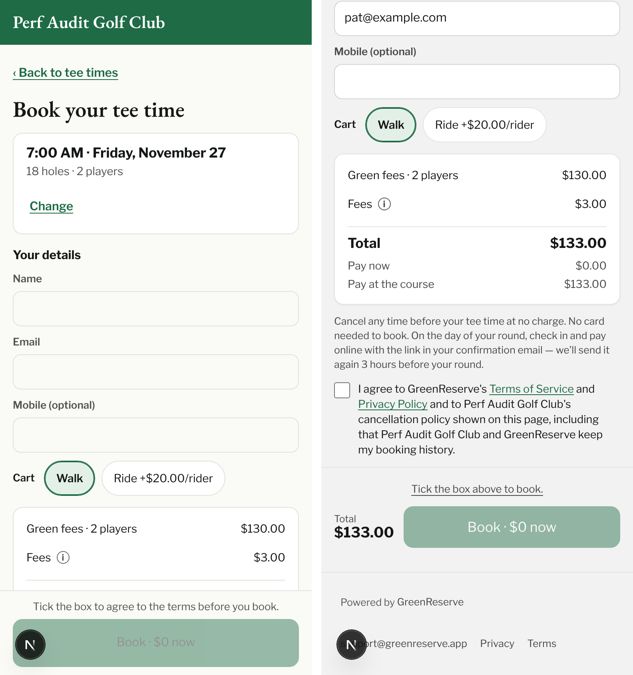 Perf Audit Golf Club
‹ Back to tee times
Book your tee time
7:00 AM · Friday, November 27
18 holes · 2 players
Change
Your details
Name
Email
Mobile (optional)
Cart
Walk
Ride +$20.00/rider
Green fees · 2 players
$130.00
Fees
$3.00
Tick the box to agree to the terms before you book.
Book · $0 now
N
pat@example.com
Mobile (optional)
Cart
Walk
Ride +$20.00/rider
Green fees · 2 players
$130.00
Fees
$3.00
Total
$133.00
Pay now
$0.00
Pay at the course
$133.00
Cancel any time before your tee time at no charge. No card
needed to book. On the day of your round, check in and pay
online with the link in your confirmation email — we'll send it
again 3 hours before your round.
I agree to GreenReserve's Terms of Service and
Privacy Policy and to Perf Audit Golf Club's
cancellation policy shown on this page, including
that Perf Audit Golf Club and GreenReserve keep
my booking history.
Tick the box above to book.
Total
$133.00
Book · $0 now
Powered by GreenReserve
N
ort@greenreserve.app
Privacy
Terms